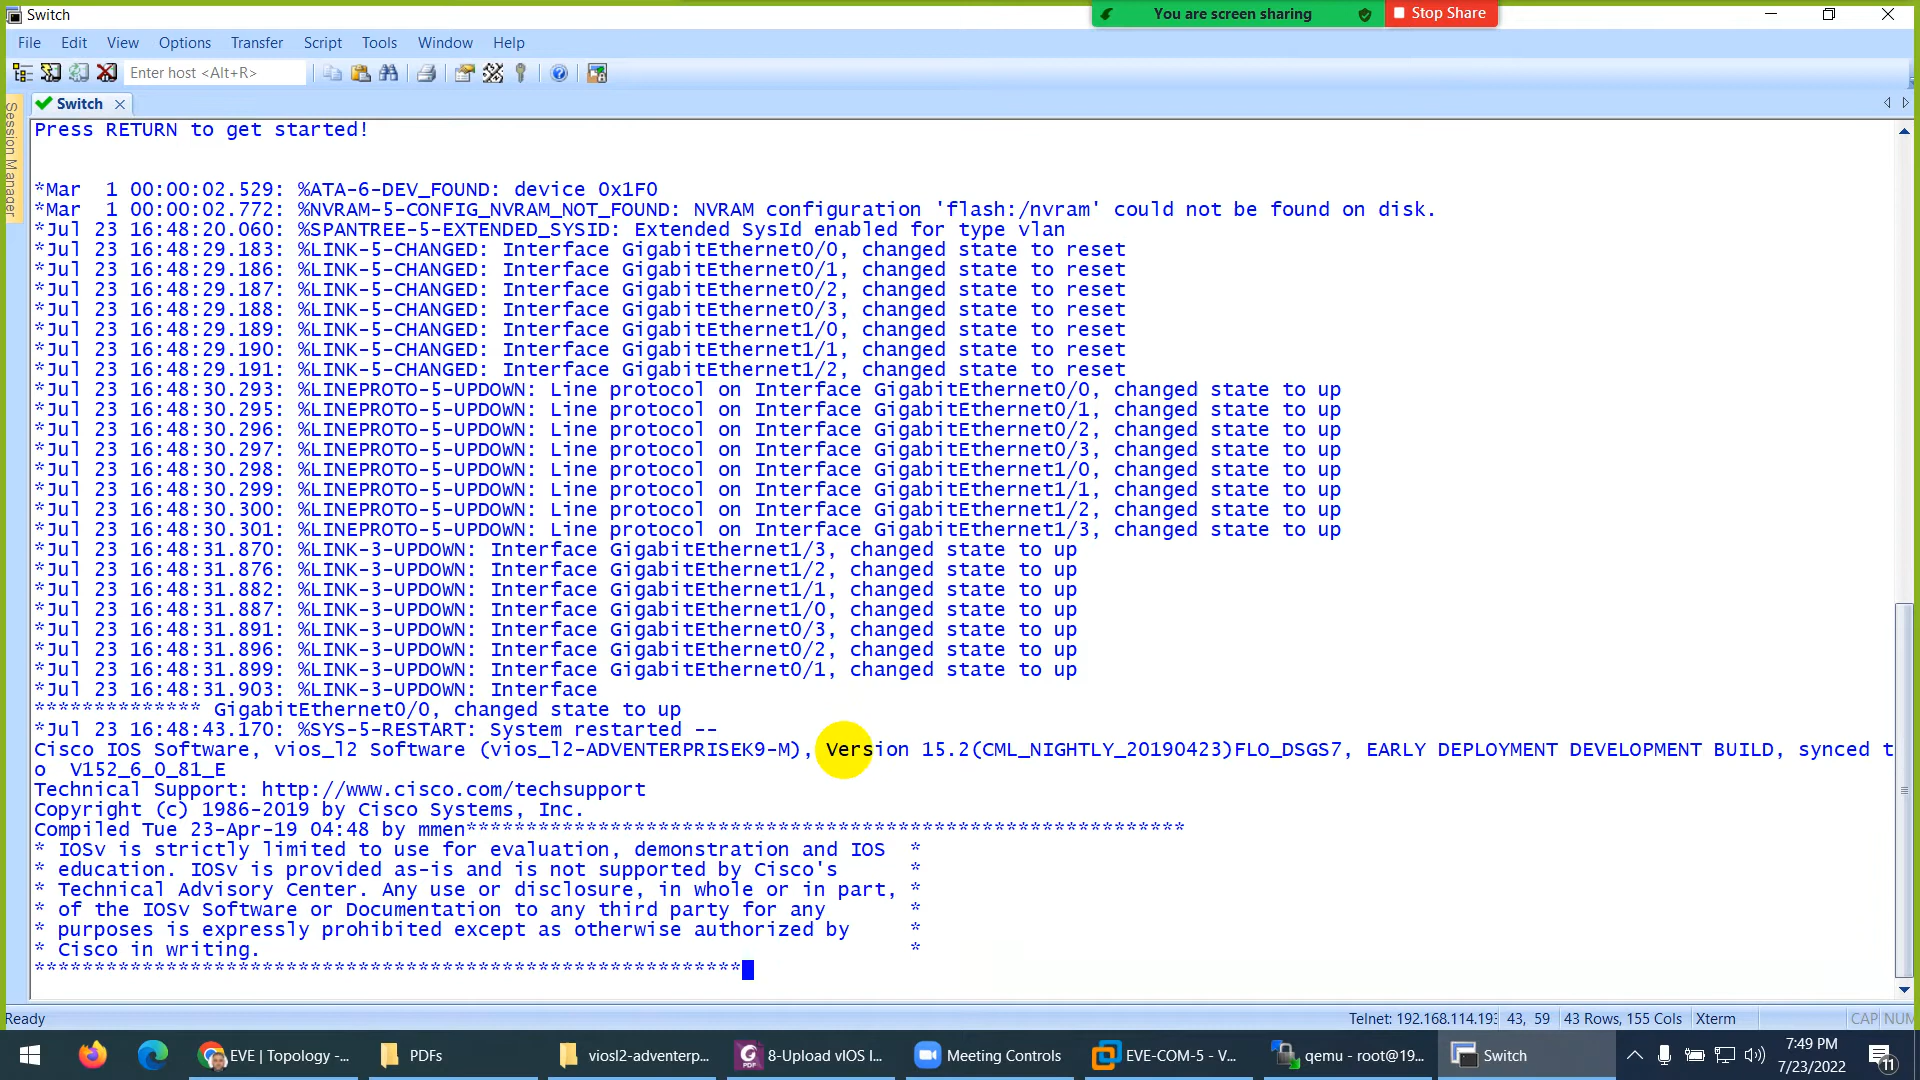 Switch
You are screen sharing
Stop Share
File Edit View Options Transfer Script Tools Window Help
Enter host <Alt+R>
Session Manager
Switch
Press RETURN to get started!
*Mar  1 00:00:02.529: %ATA-6-DEV_FOUND: device 0x1F0
*Mar  1 00:00:02.772: %NVRAM-5-CONFIG_NVRAM_NOT_FOUND: NVRAM configuration 'flash:/nvram' could not be found on disk.
*Jul 23 16:48:20.060: %SPANTREE-5-EXTENDED_SYSID: Extended SysId enabled for type vlan
*Jul 23 16:48:29.183: %LINK-5-CHANGED: Interface GigabitEthernet0/0, changed state to reset
*Jul 23 16:48:29.186: %LINK-5-CHANGED: Interface GigabitEthernet0/1, changed state to reset
*Jul 23 16:48:29.187: %LINK-5-CHANGED: Interface GigabitEthernet0/2, changed state to reset
*Jul 23 16:48:29.188: %LINK-5-CHANGED: Interface GigabitEthernet0/3, changed state to reset
*Jul 23 16:48:29.189: %LINK-5-CHANGED: Interface GigabitEthernet1/0, changed state to reset
*Jul 23 16:48:29.190: %LINK-5-CHANGED: Interface GigabitEthernet1/1, changed state to reset
*Jul 23 16:48:29.191: %LINK-5-CHANGED: Interface GigabitEthernet1/2, changed state to reset
*Jul 23 16:48:30.293: %LINEPROTO-5-UPDOWN: Line protocol on Interface GigabitEthernet0/0, changed state to up
*Jul 23 16:48:30.295: %LINEPROTO-5-UPDOWN: Line protocol on Interface GigabitEthernet0/1, changed state to up
*Jul 23 16:48:30.296: %LINEPROTO-5-UPDOWN: Line protocol on Interface GigabitEthernet0/2, changed state to up
*Jul 23 16:48:30.297: %LINEPROTO-5-UPDOWN: Line protocol on Interface GigabitEthernet0/3, changed state to up
*Jul 23 16:48:30.298: %LINEPROTO-5-UPDOWN: Line protocol on Interface GigabitEthernet1/0, changed state to up
*Jul 23 16:48:30.299: %LINEPROTO-5-UPDOWN: Line protocol on Interface GigabitEthernet1/1, changed state to up
*Jul 23 16:48:30.300: %LINEPROTO-5-UPDOWN: Line protocol on Interface GigabitEthernet1/2, changed state to up
*Jul 23 16:48:30.301: %LINEPROTO-5-UPDOWN: Line protocol on Interface GigabitEthernet1/3, changed state to up
*Jul 23 16:48:31.870: %LINK-3-UPDOWN: Interface GigabitEthernet1/3, changed state to up
*Jul 23 16:48:31.876: %LINK-3-UPDOWN: Interface GigabitEthernet1/2, changed state to up
*Jul 23 16:48:31.882: %LINK-3-UPDOWN: Interface GigabitEthernet1/1, changed state to up
*Jul 23 16:48:31.887: %LINK-3-UPDOWN: Interface GigabitEthernet1/0, changed state to up
*Jul 23 16:48:31.891: %LINK-3-UPDOWN: Interface GigabitEthernet0/3, changed state to up
*Jul 23 16:48:31.896: %LINK-3-UPDOWN: Interface GigabitEthernet0/2, changed state to up
*Jul 23 16:48:31.899: %LINK-3-UPDOWN: Interface GigabitEthernet0/1, changed state to up
*Jul 23 16:48:31.903: %LINK-3-UPDOWN: Interface
************** GigabitEthernet0/0, changed state to up
*Jul 23 16:48:43.170: %SYS-5-RESTART: System restarted --
Cisco IOS Software, vios_l2 Software (vios_l2-ADVENTERPRISEK9-M), Version 15.2(CML_NIGHTLY_20190423)FLO_DSGS7, EARLY DEPLOYMENT DEVELOPMENT BUILD, synced t
o  V152_6_0_81_E
Technical Support: http://www.cisco.com/techsupport
Copyright (c) 1986-2019 by Cisco Systems, Inc.
Compiled Tue 23-Apr-19 04:48 by mmen************************************************************
* IOSv is strictly limited to use for evaluation, demonstration and IOS  *
* education. IOSv is provided as-is and is not supported by Cisco's      *
* Technical Advisory Center. Any use or disclosure, in whole or in part, *
* of the IOSv Software or Documentation to any third party for any       *
* purposes is expressly prohibited except as otherwise authorized by     *
* Cisco in writing.                                                      *
***********************************************************
Ready
Telnet: 192.168.114.193 43, 59 43 Rows, 155 Cols Xterm CAP NUM
EVE | Topology -... PDFs viosl2-adventerp... 8-Upload vIOS I... Meeting Controls EVE-COM-5 - V... qemu - root@19... Switch
7:49 PM
7/23/2022
11